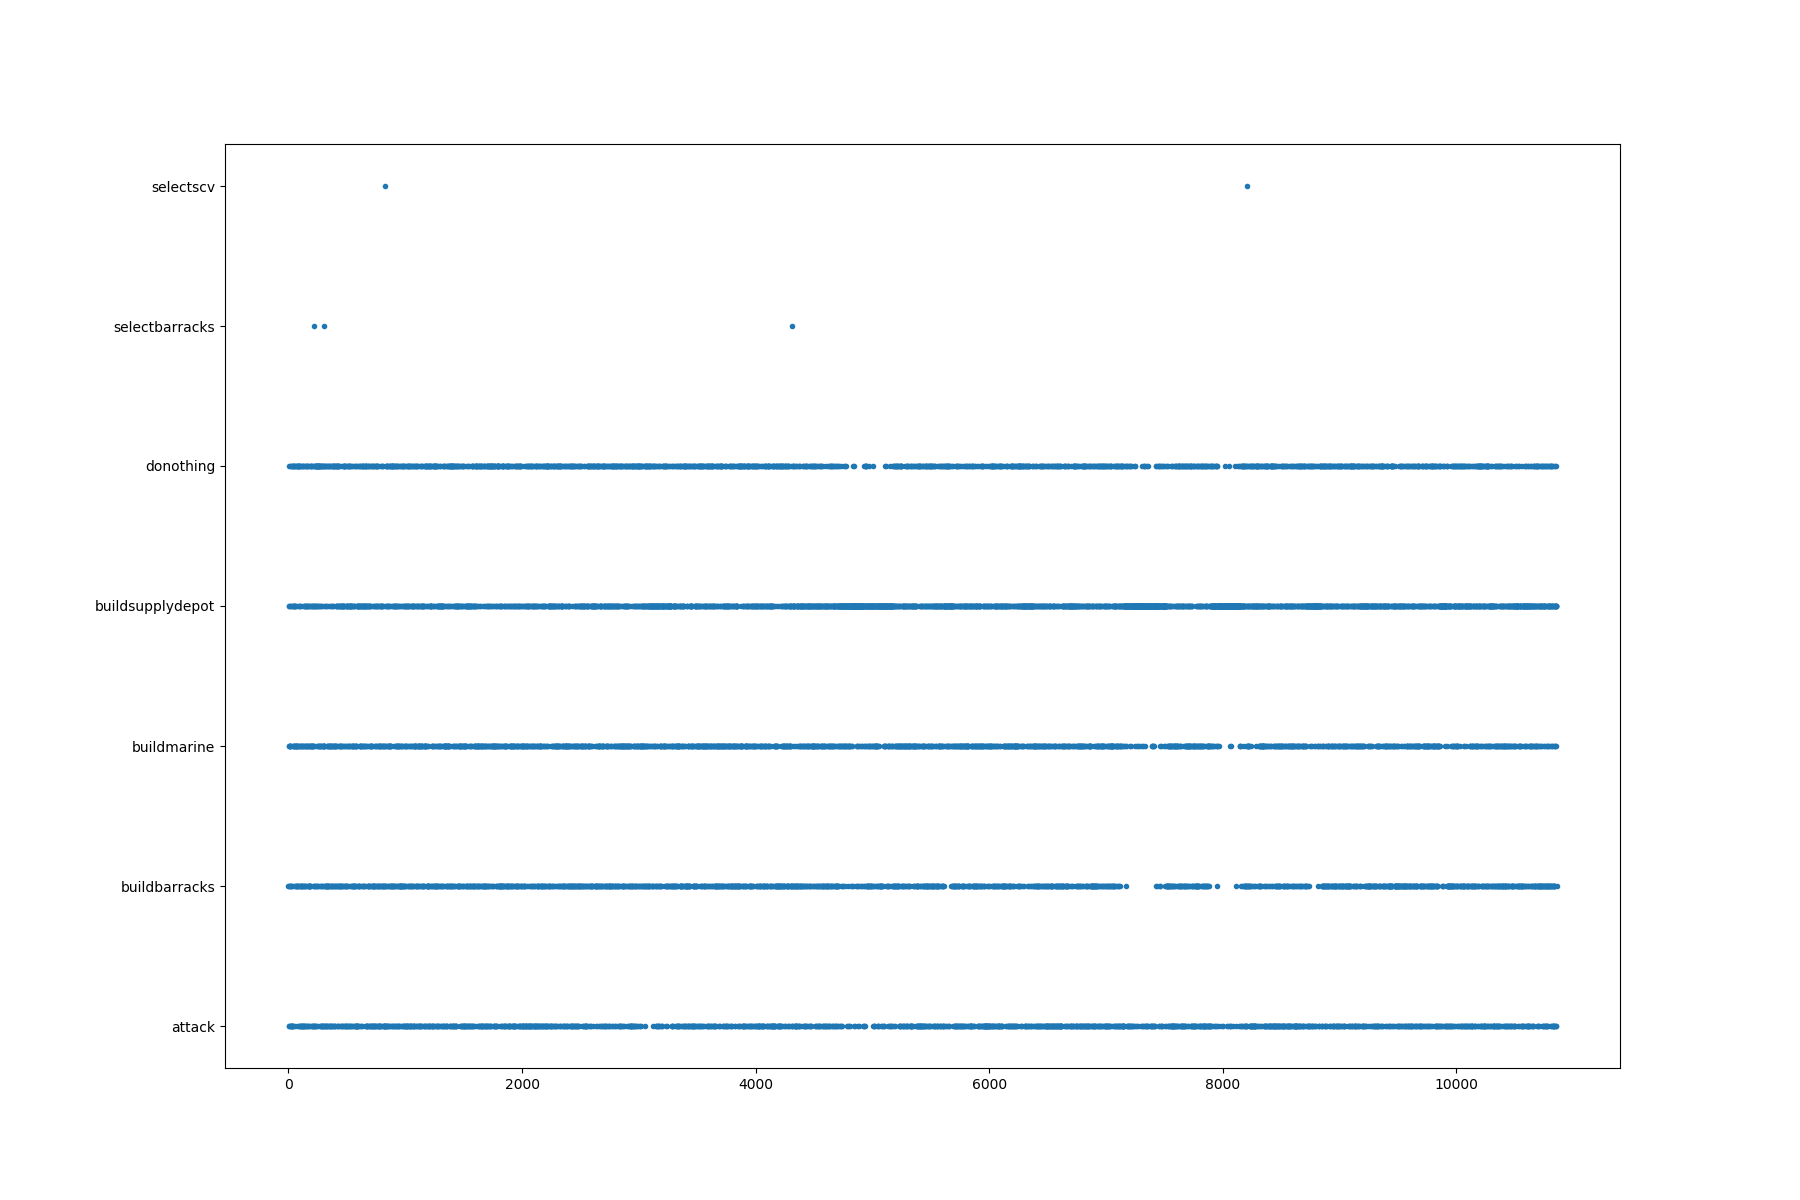 selectscv
selectbarracks
donothing
buildsupplydepot
buildmarine
buildbarracks
attack
0 2000 4000 6000 8000 10000